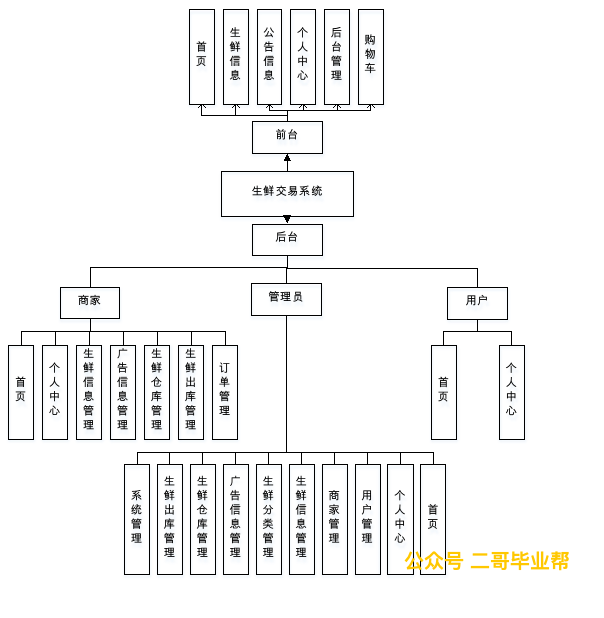 首页
生鲜信息
公告信息
个人中心
后台管理
购物车
前台
生鲜交易系统
后台
商家
管理员
用户
首页
个人中心
生鲜信息管理
广告信息管理
生鲜仓库管理
生鲜出库管理
订单管理
首页
个人中心
系统管理
生鲜出库管理
生鲜仓库管理
广告信息管理
生鲜分类管理
生鲜信息管理
商家管理
用户管理
个人中心
首页
公众号 二哥毕业帮